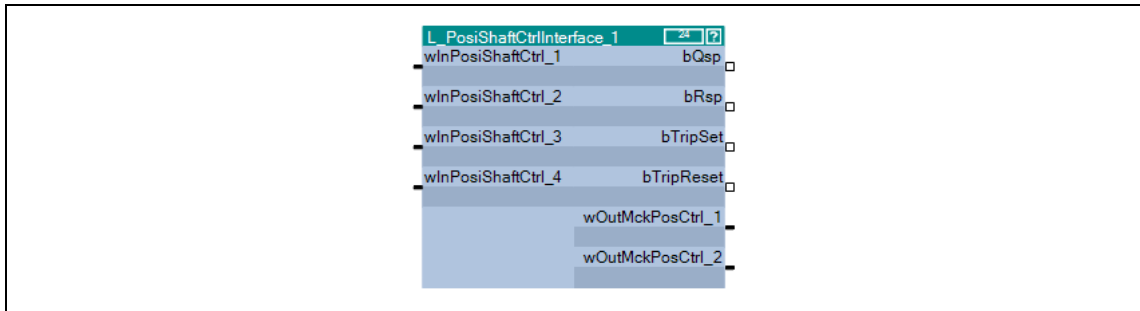 L_PosiShaftCtrlInterface_1 24 ?
wInPosiShaftCtrl_1 bQsp
wInPosiShaftCtrl_2 bRsp
wInPosiShaftCtrl_3 bTripSet
wInPosiShaftCtrl_4 bTripReset
wOutMckPosCtrl_1
wOutMckPosCtrl_2